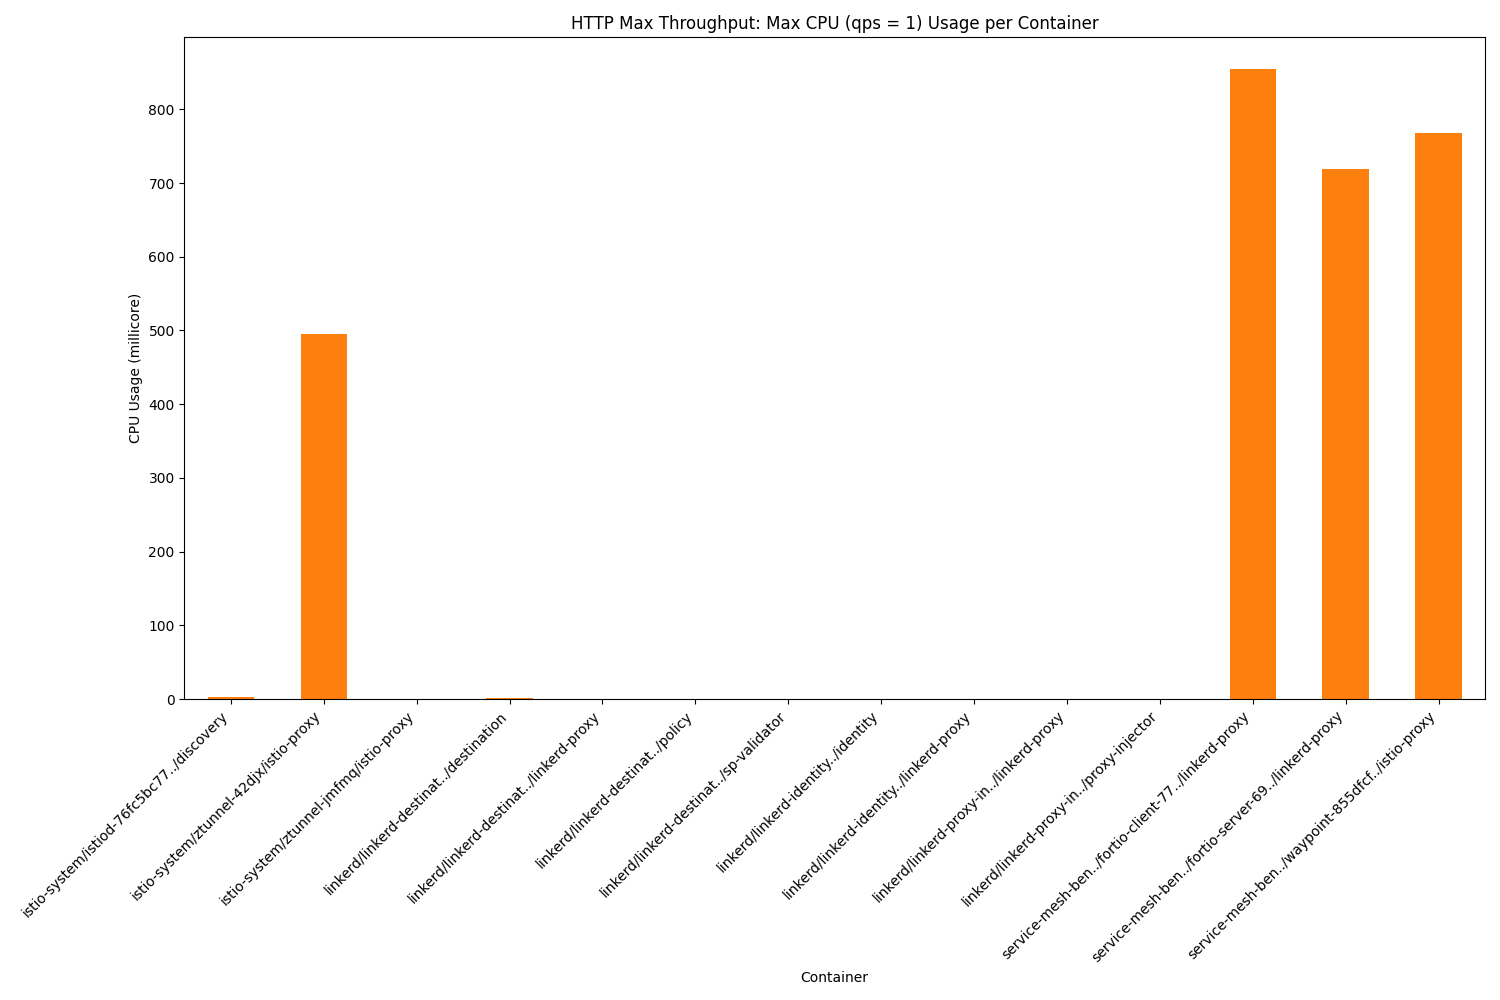 HTTP Max Throughput: Max CPU (qps = 1) Usage per Container
CPU Usage (millicore)
800
700
600
500
400
300
200
100
0
istio-system/istiod-76fc5bc77../discovery
istio-system/ztunnel-42djx/istio-proxy
istio-system/ztunnel-jmfmq/istio-proxy
linkerd/linkerd-destinat../destination
linkerd/linkerd-destinat../linkerd-proxy
linkerd/linkerd-destinat../policy
linkerd/linkerd-destinat../sp-validator
linkerd/linkerd-identity../identity
linkerd/linkerd-identity../linkerd-proxy
linkerd/linkerd-proxy-in../linkerd-proxy
linkerd/linkerd-proxy-in../proxy-injector
service-mesh-ben../fortio-client-77../linkerd-proxy
service-mesh-ben../fortio-server-69../linkerd-proxy
service-mesh-ben../waypoint-855dfcf../istio-proxy
Container